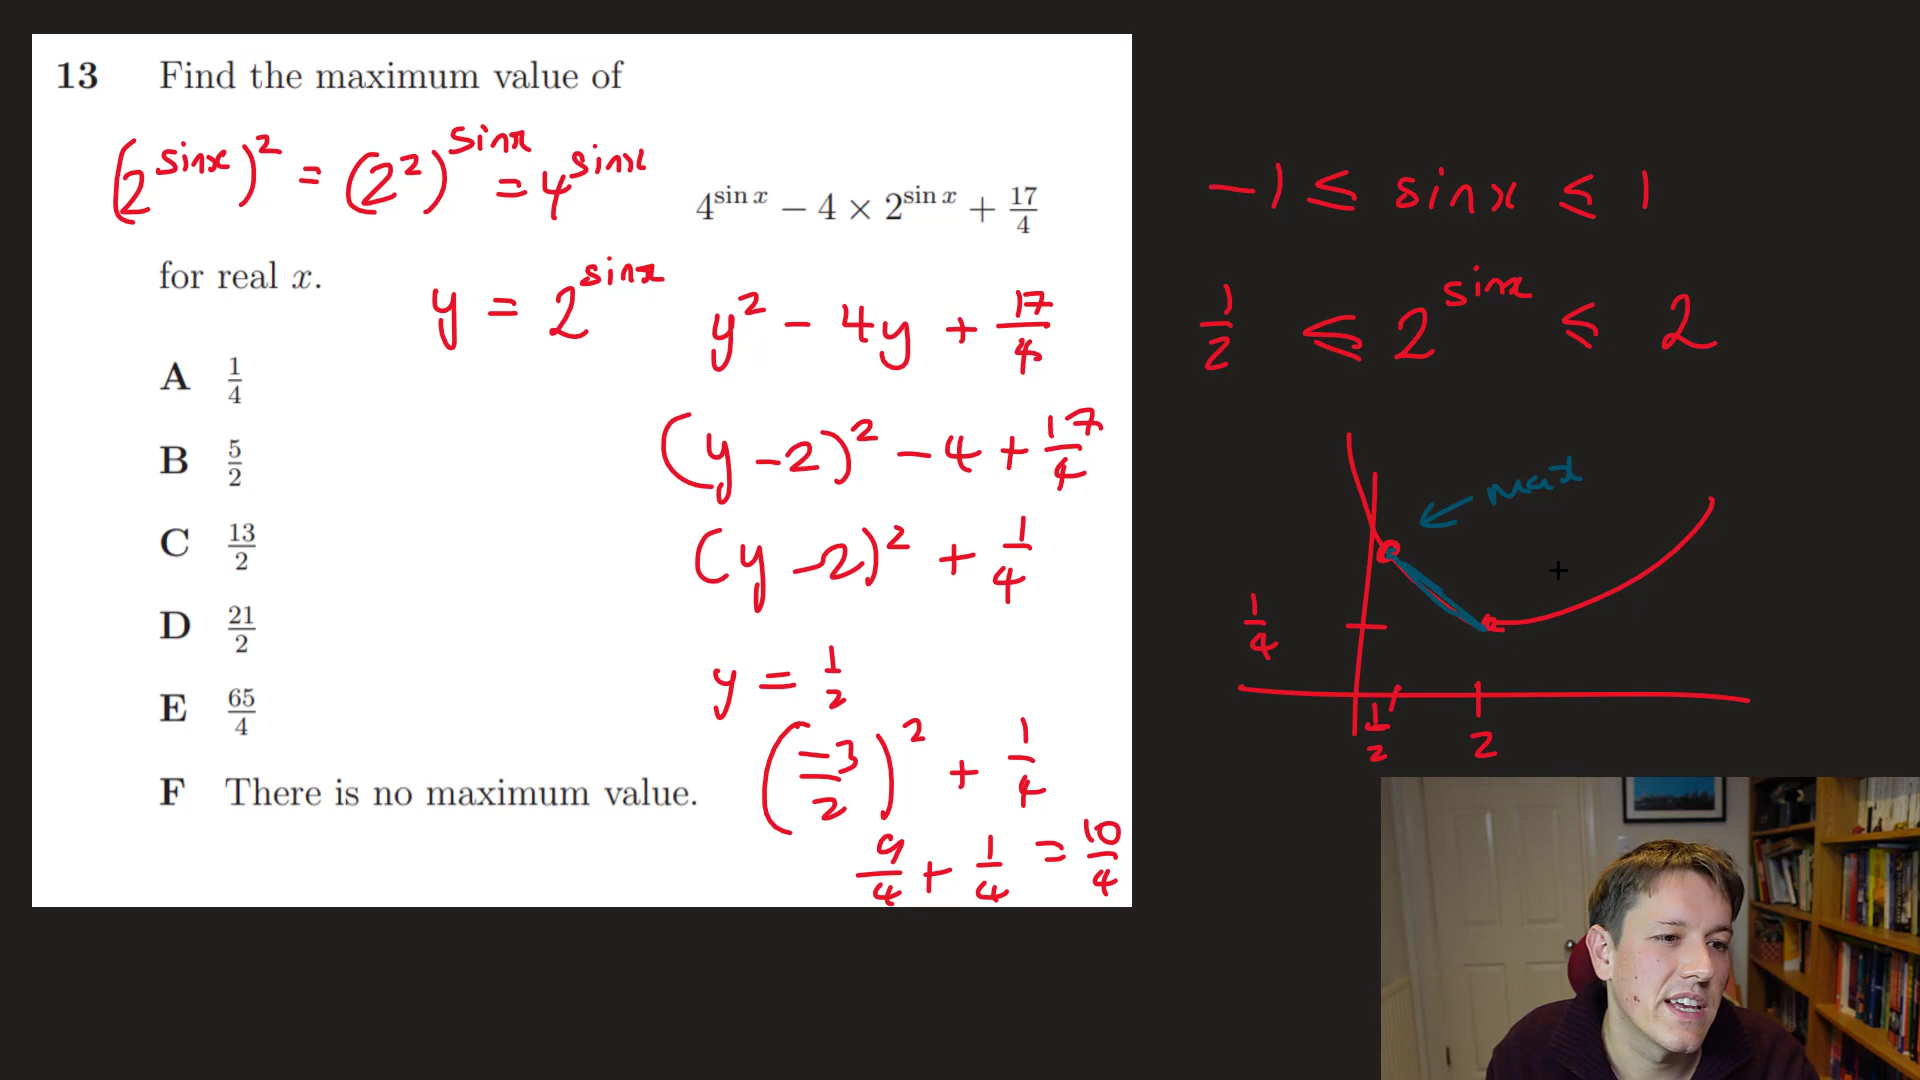 13 Find the maximum value of
(2^sinx)^2 = (2^2)^sinx = 4^sinx
4^sin x − 4 × 2^sin x + 17/4
for real x.
y = 2^sinx
y^2 − 4y + 17/4
A 1/4
(y − 2)^2 − 4 + 17/4
B 5/2
(y − 2)^2 + 1/4
C 13/2
D 21/2
y = 1/2
E 65/4
(−3/2)^2 + 1/4
F There is no maximum value.
9/4 + 1/4 = 10/4
−1 ≤ sinx ≤ 1
1/2 ≤ 2^sinx ≤ 2
max
1/4
1/2 2